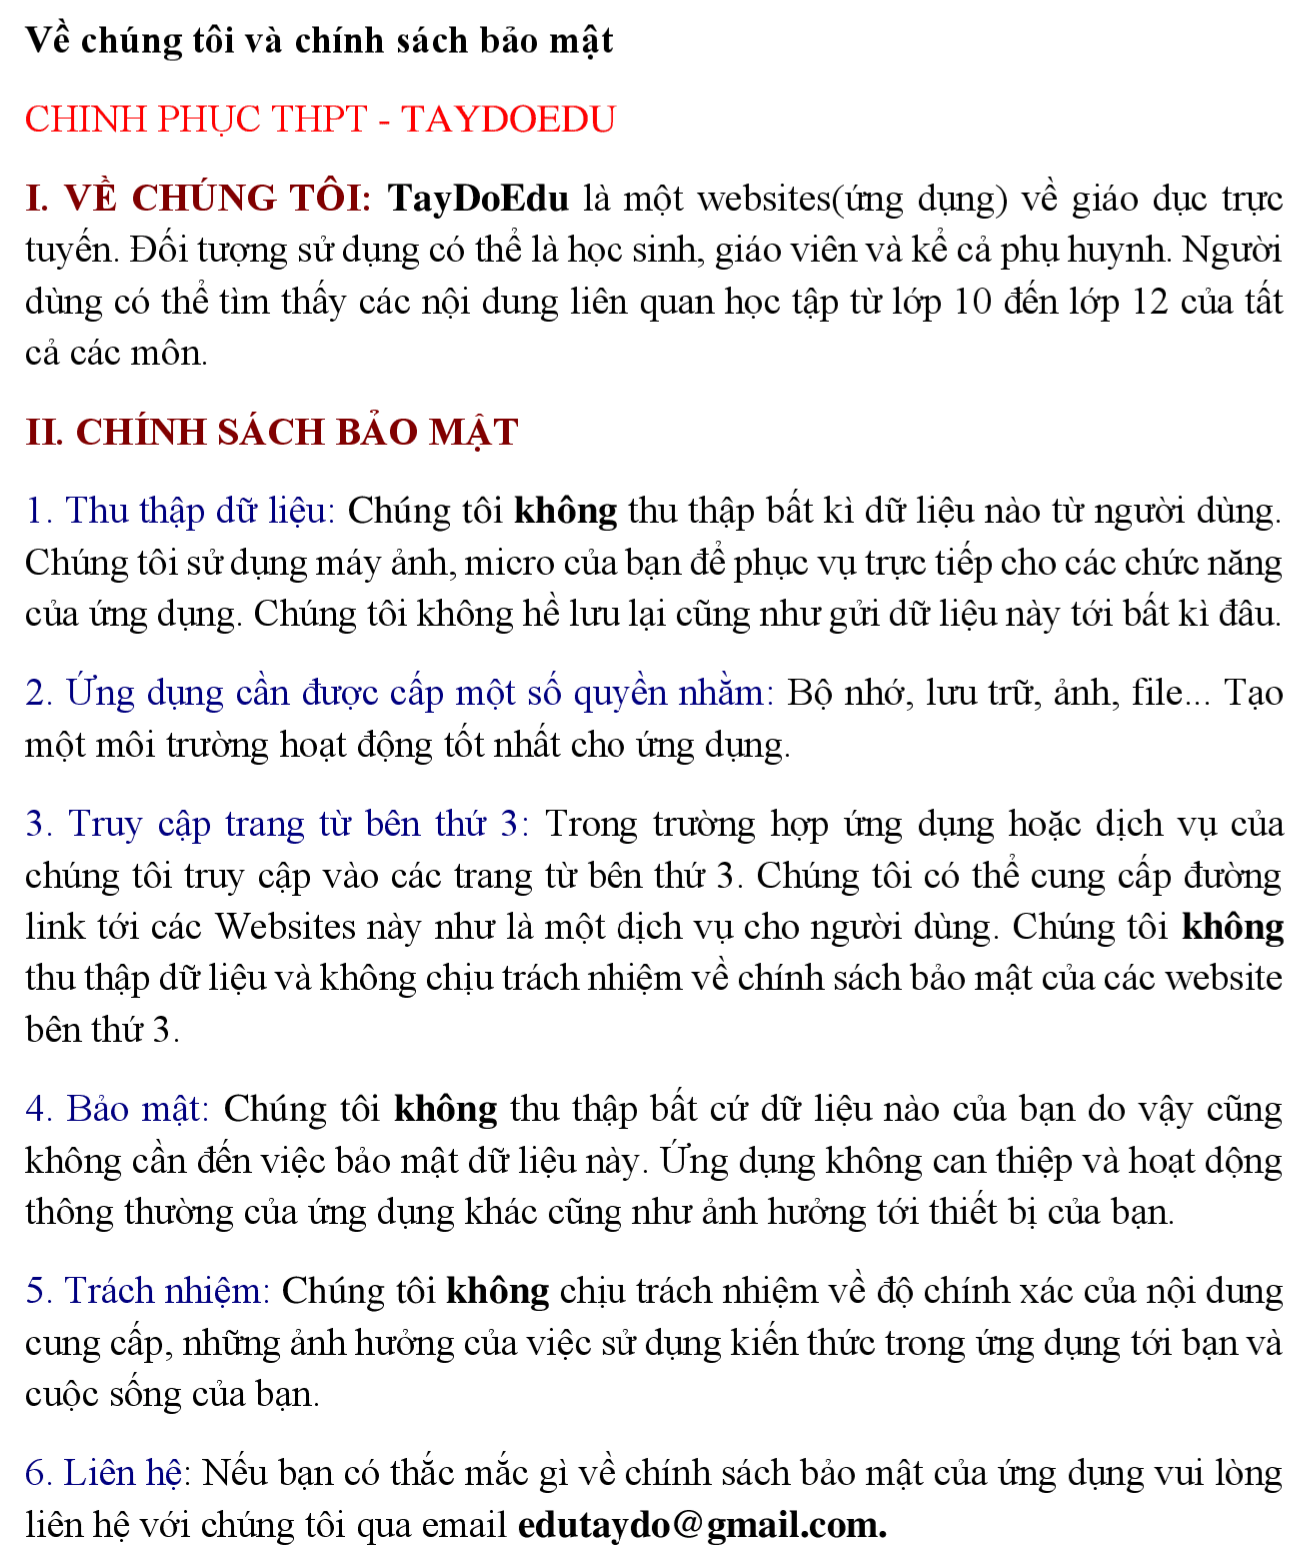 Về chúng tôi và chính sách bảo mật
CHINH PHỤC THPT - TAYDOEDU
I. VỀ CHÚNG TÔI: TayDoEdu là một websites(ứng dụng) về giáo dục trực
tuyến. Đối tượng sử dụng có thể là học sinh, giáo viên và kể cả phụ huynh. Người
dùng có thể tìm thấy các nội dung liên quan học tập từ lớp 10 đến lớp 12 của tất
cả các môn.
II. CHÍNH SÁCH BẢO MẬT
1. Thu thập dữ liệu: Chúng tôi không thu thập bất kì dữ liệu nào từ người dùng.
Chúng tôi sử dụng máy ảnh, micro của bạn để phục vụ trực tiếp cho các chức năng
của ứng dụng. Chúng tôi không hề lưu lại cũng như gửi dữ liệu này tới bất kì đâu.
2. Ứng dụng cần được cấp một số quyền nhằm: Bộ nhớ, lưu trữ, ảnh, file... Tạo
một môi trường hoạt động tốt nhất cho ứng dụng.
3. Truy cập trang từ bên thứ 3: Trong trường hợp ứng dụng hoặc dịch vụ của
chúng tôi truy cập vào các trang từ bên thứ 3. Chúng tôi có thể cung cấp đường
link tới các Websites này như là một dịch vụ cho người dùng. Chúng tôi không
thu thập dữ liệu và không chịu trách nhiệm về chính sách bảo mật của các website
bên thứ 3.
4. Bảo mật: Chúng tôi không thu thập bất cứ dữ liệu nào của bạn do vậy cũng
không cần đến việc bảo mật dữ liệu này. Ứng dụng không can thiệp và hoạt dộng
thông thường của ứng dụng khác cũng như ảnh hưởng tới thiết bị của bạn.
5. Trách nhiệm: Chúng tôi không chịu trách nhiệm về độ chính xác của nội dung
cung cấp, những ảnh hưởng của việc sử dụng kiến thức trong ứng dụng tới bạn và
cuộc sống của bạn.
6. Liên hệ: Nếu bạn có thắc mắc gì về chính sách bảo mật của ứng dụng vui lòng
liên hệ với chúng tôi qua email edutaydo@gmail.com.